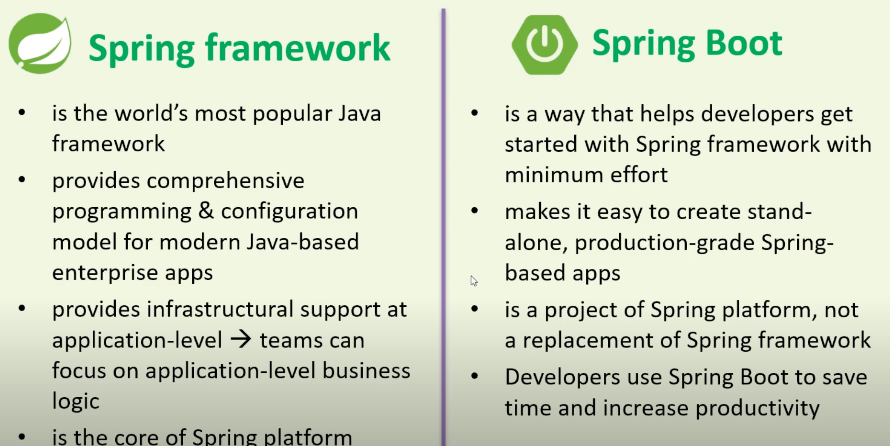 Spring framework
• is the world's most popular Java
framework
• provides comprehensive
programming & configuration
model for modern Java-based
enterprise apps
• provides infrastructural support at
application-level → teams can
focus on application-level business
logic
• is the core of Spring platform
Spring Boot
• is a way that helps developers get
started with Spring framework with
minimum effort
• makes it easy to create stand-
alone, production-grade Spring-
based apps
• is a project of Spring platform, not
a replacement of Spring framework
• Developers use Spring Boot to save
time and increase productivity